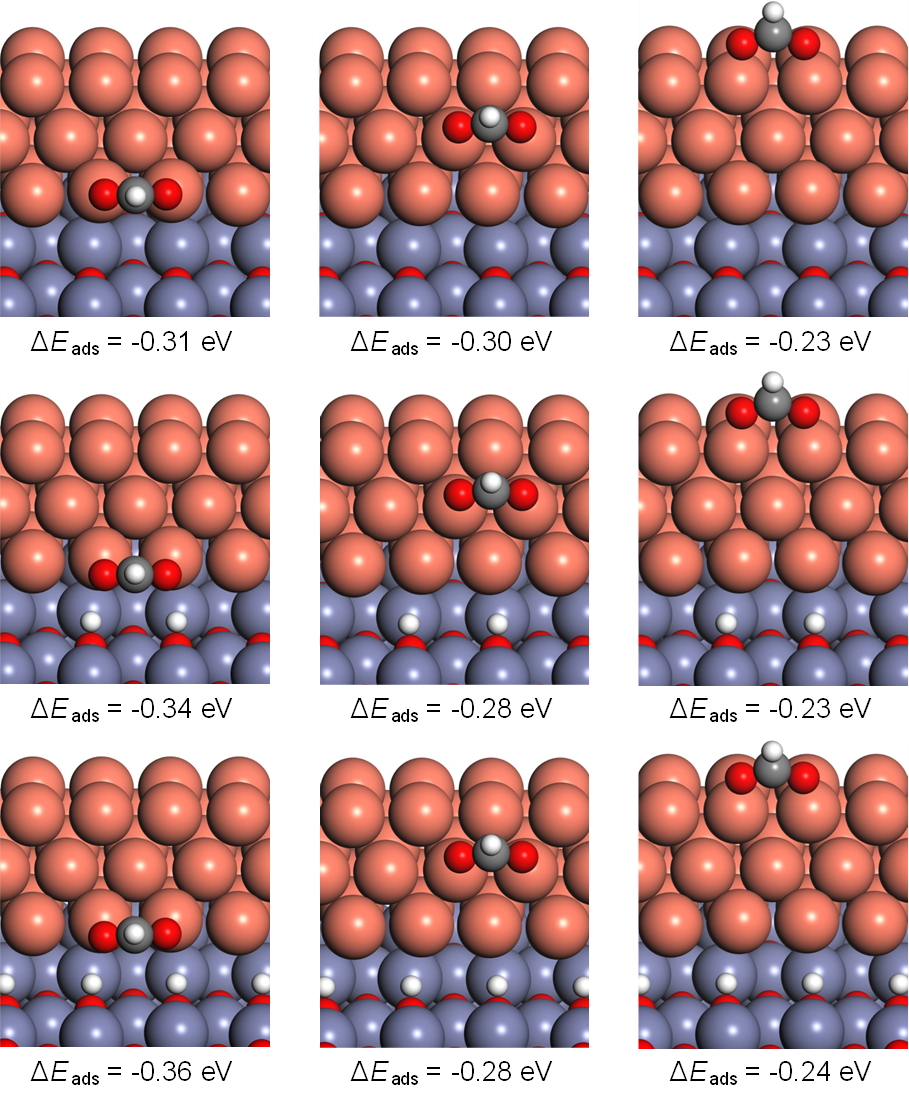 ΔEads = -0.31 eV
ΔEads = -0.30 eV
ΔEads = -0.23 eV
ΔEads = -0.34 eV
ΔEads = -0.28 eV
ΔEads = -0.23 eV
ΔEads = -0.36 eV
ΔEads = -0.28 eV
ΔEads = -0.24 eV